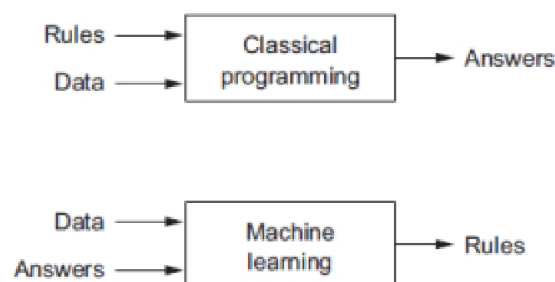 Rules
Data
Classical
programming
Answers
Data
Answers
Machine
learning
Rules